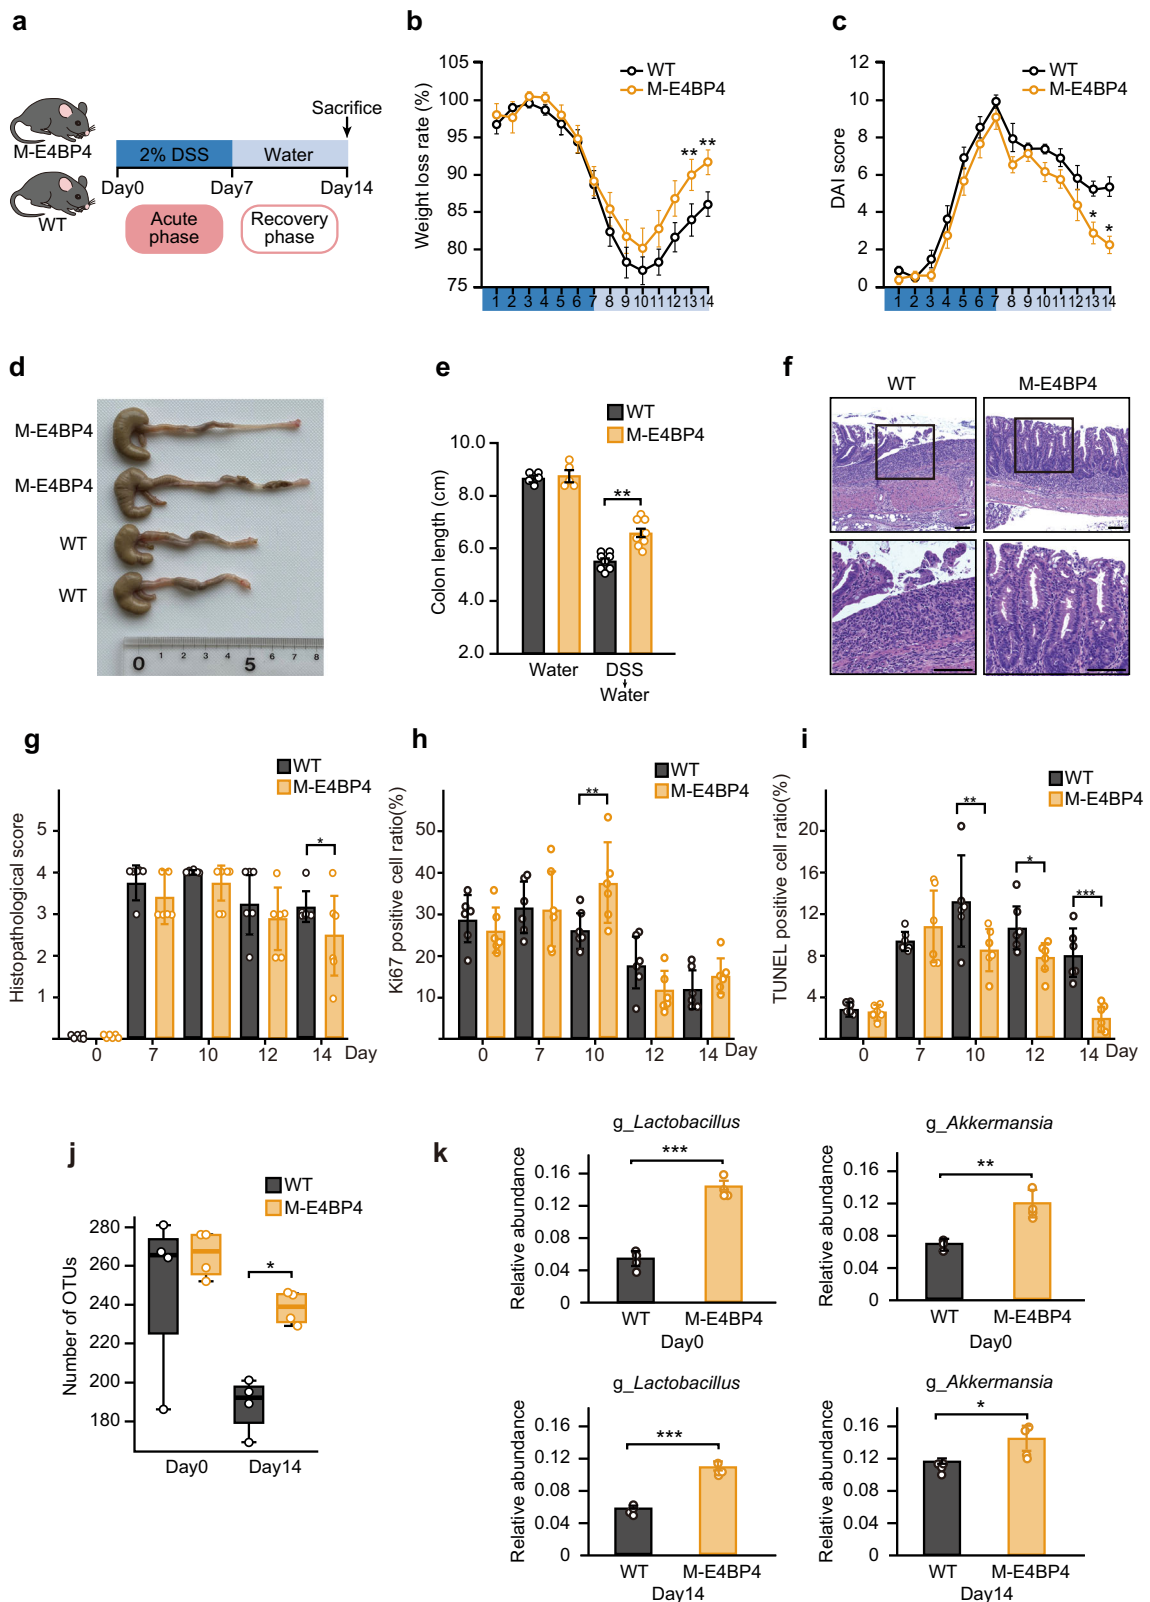 a
M-E4BP4
WT
Sacrifice
2% DSS
Water
Day0
Day7
Day14
Acute
phase
Recovery
phase
b
WT
M-E4BP4
Weight loss rate (%)
105
100
95
90
85
80
75
** **
1 2 3 4 5 6 7 8 9 10 11 12 13 14
c
WT
M-E4BP4
DAI score
12
10
8
6
4
2
0
*
*
1 2 3 4 5 6 7 8 9 10 11 12 13 14
d
M-E4BP4
M-E4BP4
WT
WT
0 1 2 3 4 5 6 7 8
e
WT
M-E4BP4
Colon length (cm)
10.0
8.0
6.0
4.0
2.0
**
Water
DSS
Water
f
WT
M-E4BP4
g
WT
M-E4BP4
Histopathological score
5
4
3
2
1
*
0 7 10 12 14 Day
h
WT
M-E4BP4
Ki67 positive cell ratio(%)
50
40
30
20
10
**
0 7 10 12 14 Day
i
WT
M-E4BP4
TUNEL positive cell ratio(%)
20
16
12
8
4
**
*
***
0 7 10 12 14 Day
j
WT
M-E4BP4
Number of OTUs
280
260
240
220
200
180
*
Day0
Day14
k
g_Lactobacillus
Relative abundance
0.16
0.12
0.08
0.04
0
***
WT
M-E4BP4
Day0
g_Akkermansia
Relative abundance
0.16
0.12
0.08
0.04
0
**
WT
M-E4BP4
Day0
g_Lactobacillus
Relative abundance
0.16
0.12
0.08
0.04
0
***
WT
M-E4BP4
Day14
g_Akkermansia
Relative abundance
0.16
0.12
0.08
0.04
0
*
WT
M-E4BP4
Day14